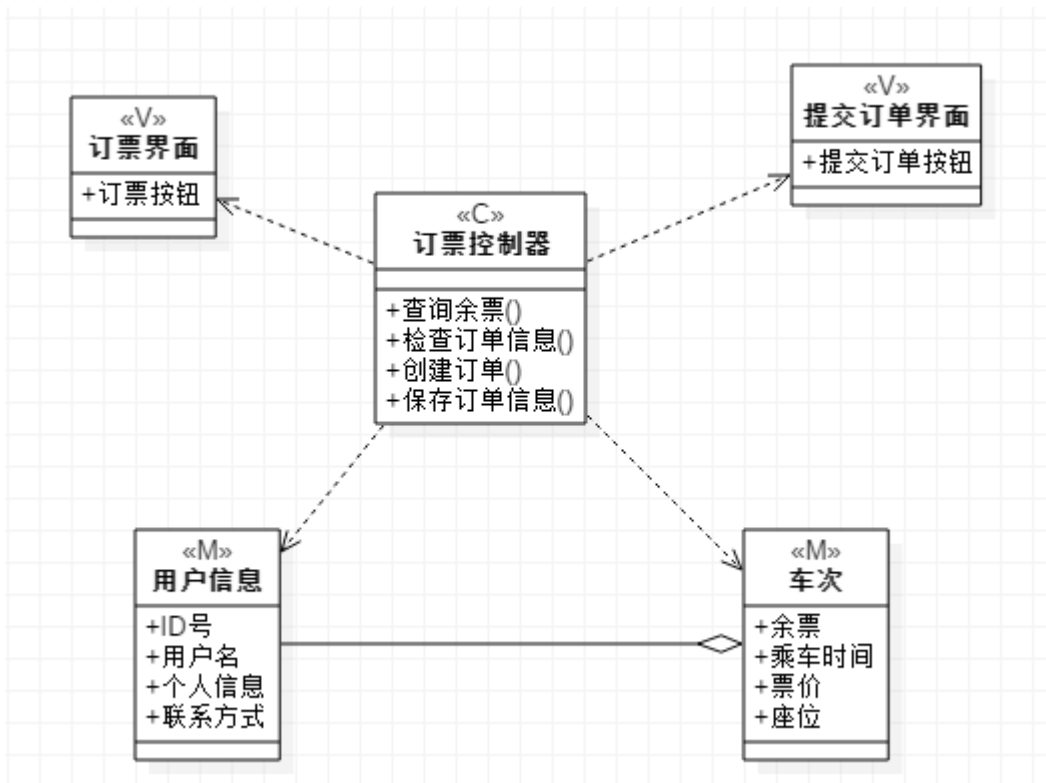 «V»
订票界面
+订票按钮
«V»
提交订单界面
+提交订单按钮
«C»
订票控制器
+查询余票()
+检查订单信息()
+创建订单()
+保存订单信息()
«M»
用户信息
+ID号
+用户名
+个人信息
+联系方式
«M»
车次
+余票
+乘车时间
+票价
+座位